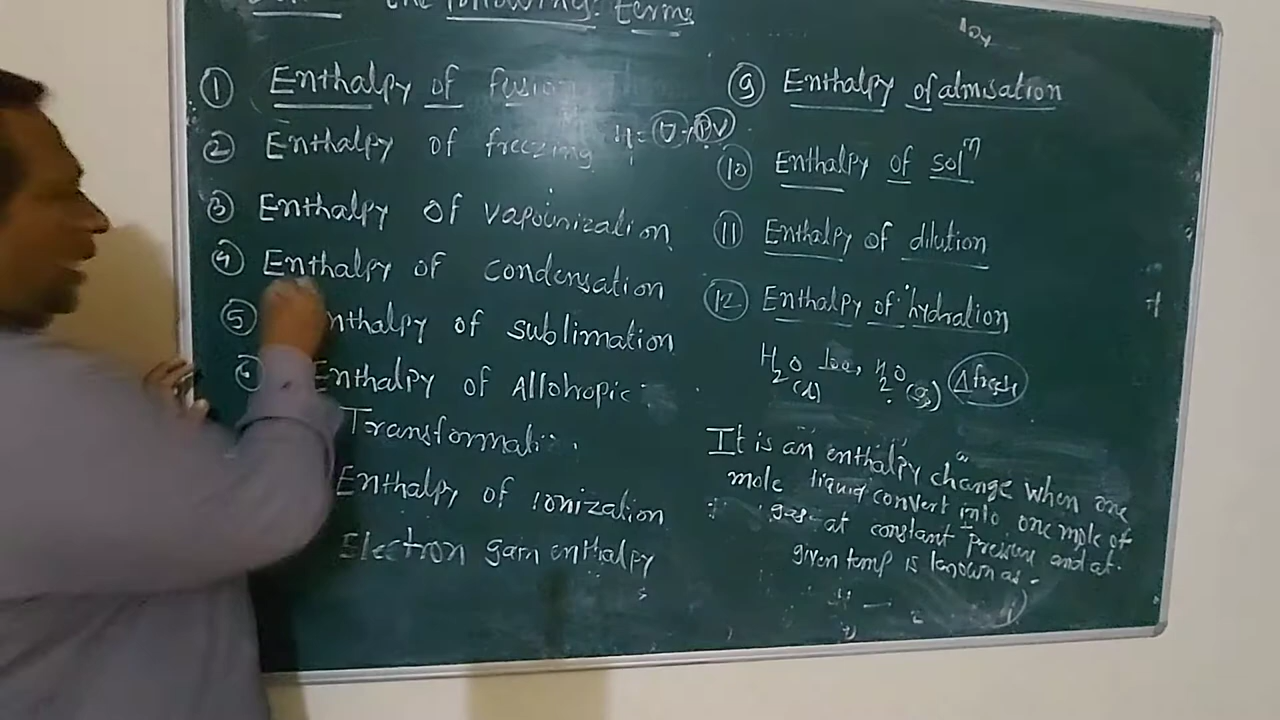 the following terms
① Enthalpy of fusion
② Enthalpy of freezing H = U + PV
③ Enthalpy of vapourization
④ Enthalpy of condensation
⑤ Enthalpy of sublimation
⑥ Enthalpy of Allotropic
Transformati
Enthalpy of ionization
Electron gain enthalpy
⑨ Enthalpy of almisation
⑩ Enthalpy of solⁿ
⑪ Enthalpy of dilution
⑫ Enthalpy of hydration
H₂O (l) H₂O (g)
It is an enthalpy change when one
mole liquid convert into one mole of
gas at constant Pressure and at
given temp is known as